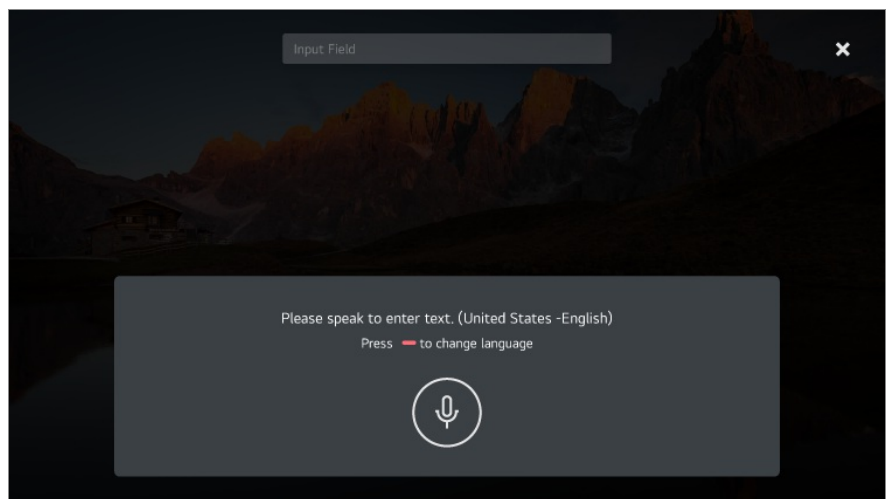 Input Field
Please speak to enter text. (United States -English)
Press to change language